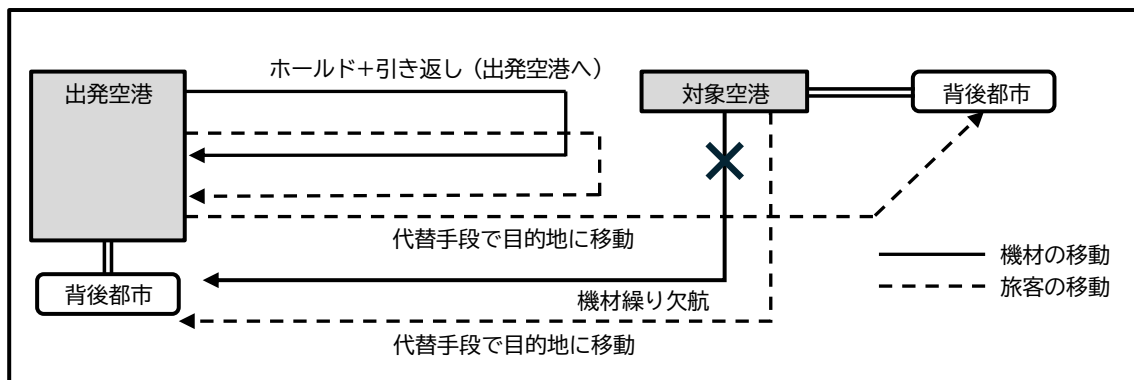 ホールド+引き返し（出発空港へ）
出発空港
対象空港
背後都市
代替手段で目的地に移動
機材の移動
背後都市
旅客の移動
機材繰り欠航
代替手段で目的地に移動